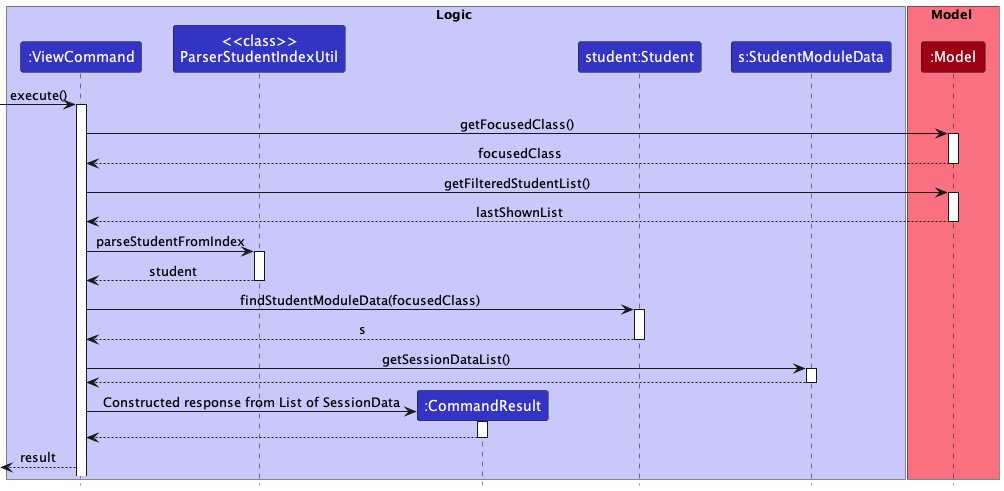 Logic
Model
:ViewCommand
<<class>>
ParserStudentIndexUtil
student:Student
s:StudentModuleData
:Model
execute()
getFocusedClass()
focusedClass
getFilteredStudentList()
lastShownList
parseStudentFromIndex
student
findStudentModuleData(focusedClass)
s
getSessionDataList()
Constructed response from List of SessionData
:CommandResult
result